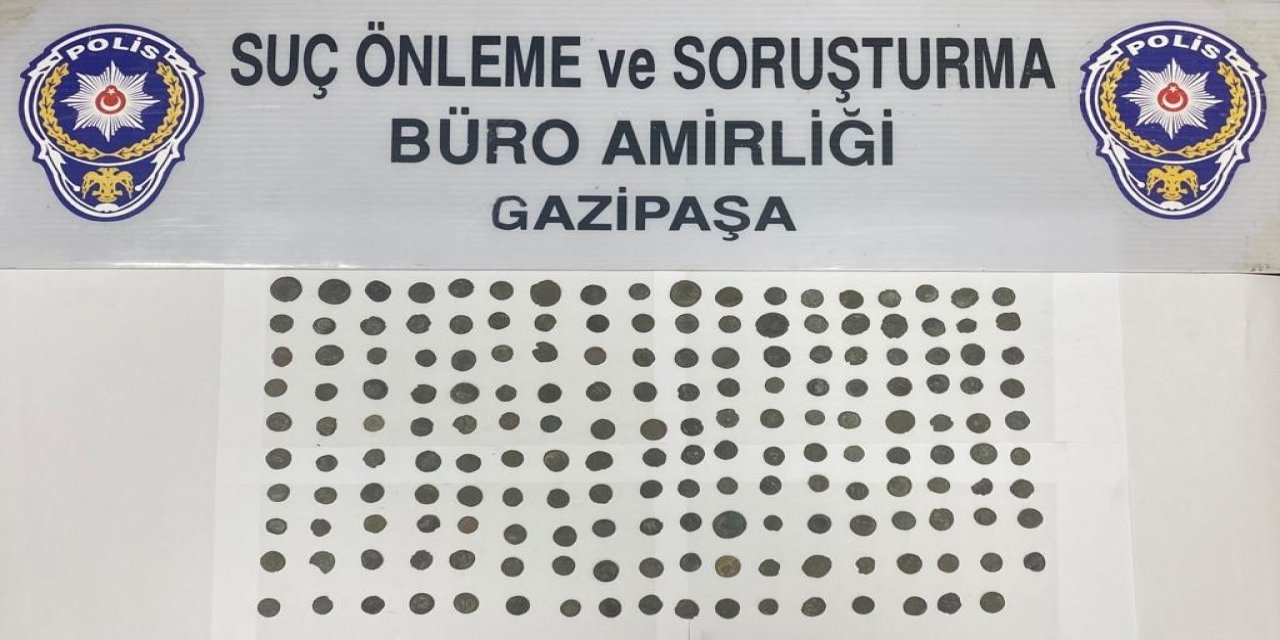 POLİS
SUÇ ÖNLEME ve SORUŞTURMA
BÜRO AMİRLİĞİ
GAZİPAŞA
POLİS